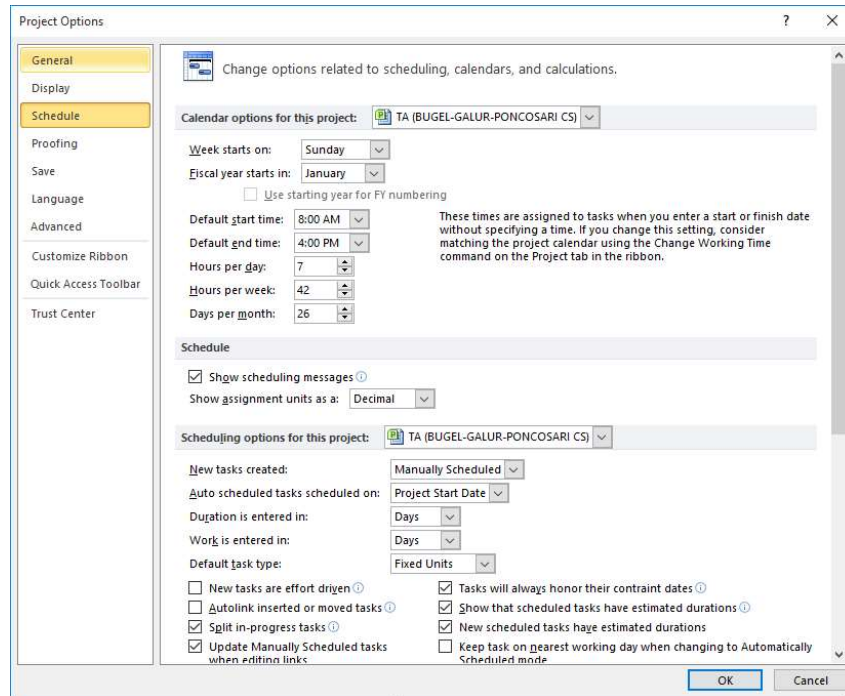 Project Options
?
General
Display
Schedule
Proofing
Save
Language
Advanced
Customize Ribbon
Quick Access Toolbar
Trust Center
Change options related to scheduling, calendars, and calculations.
Calendar options for this project: TA (BUGEL-GALUR-PONCOSARI CS)
Week starts on: Sunday
Fiscal year starts in: January
Use starting year for FY numbering
Default start time: 8:00 AM
Default end time: 4:00 PM
Hours per day: 7
Hours per week: 42
Days per month: 26
These times are assigned to tasks when you enter a start or finish date
without specifying a time. If you change this setting, consider
matching the project calendar using the Change Working Time
command on the Project tab in the ribbon.
Schedule
Show scheduling messages
Show assignment units as a: Decimal
Scheduling options for this project: TA (BUGEL-GALUR-PONCOSARI CS)
New tasks created: Manually Scheduled
Auto scheduled tasks scheduled on: Project Start Date
Duration is entered in: Days
Work is entered in: Days
Default task type: Fixed Units
New tasks are effort driven
Autolink inserted or moved tasks
Split in-progress tasks
Update Manually Scheduled tasks
when editing links
Tasks will always honor their contraint dates
Show that scheduled tasks have estimated durations
New scheduled tasks have estimated durations
Keep task on nearest working day when changing to Automatically
Scheduled mode
OK
Cancel